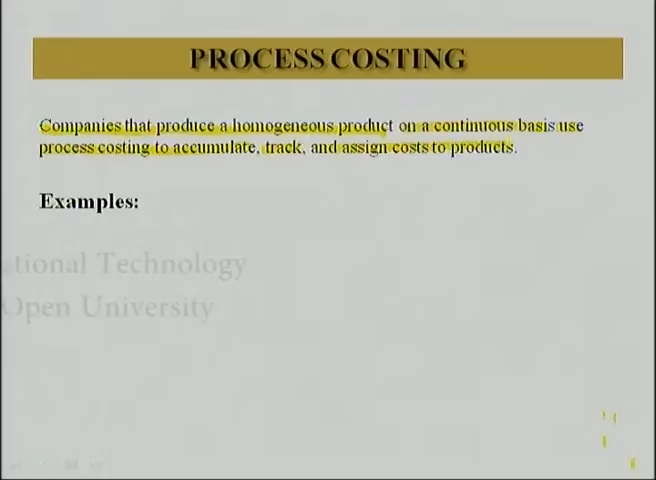 PROCESS COSTING
Companies that produce a homogeneous product on a continuous basis use
process costing to accumulate, track, and assign costs to products.
Examples:
ational Technology
Open University